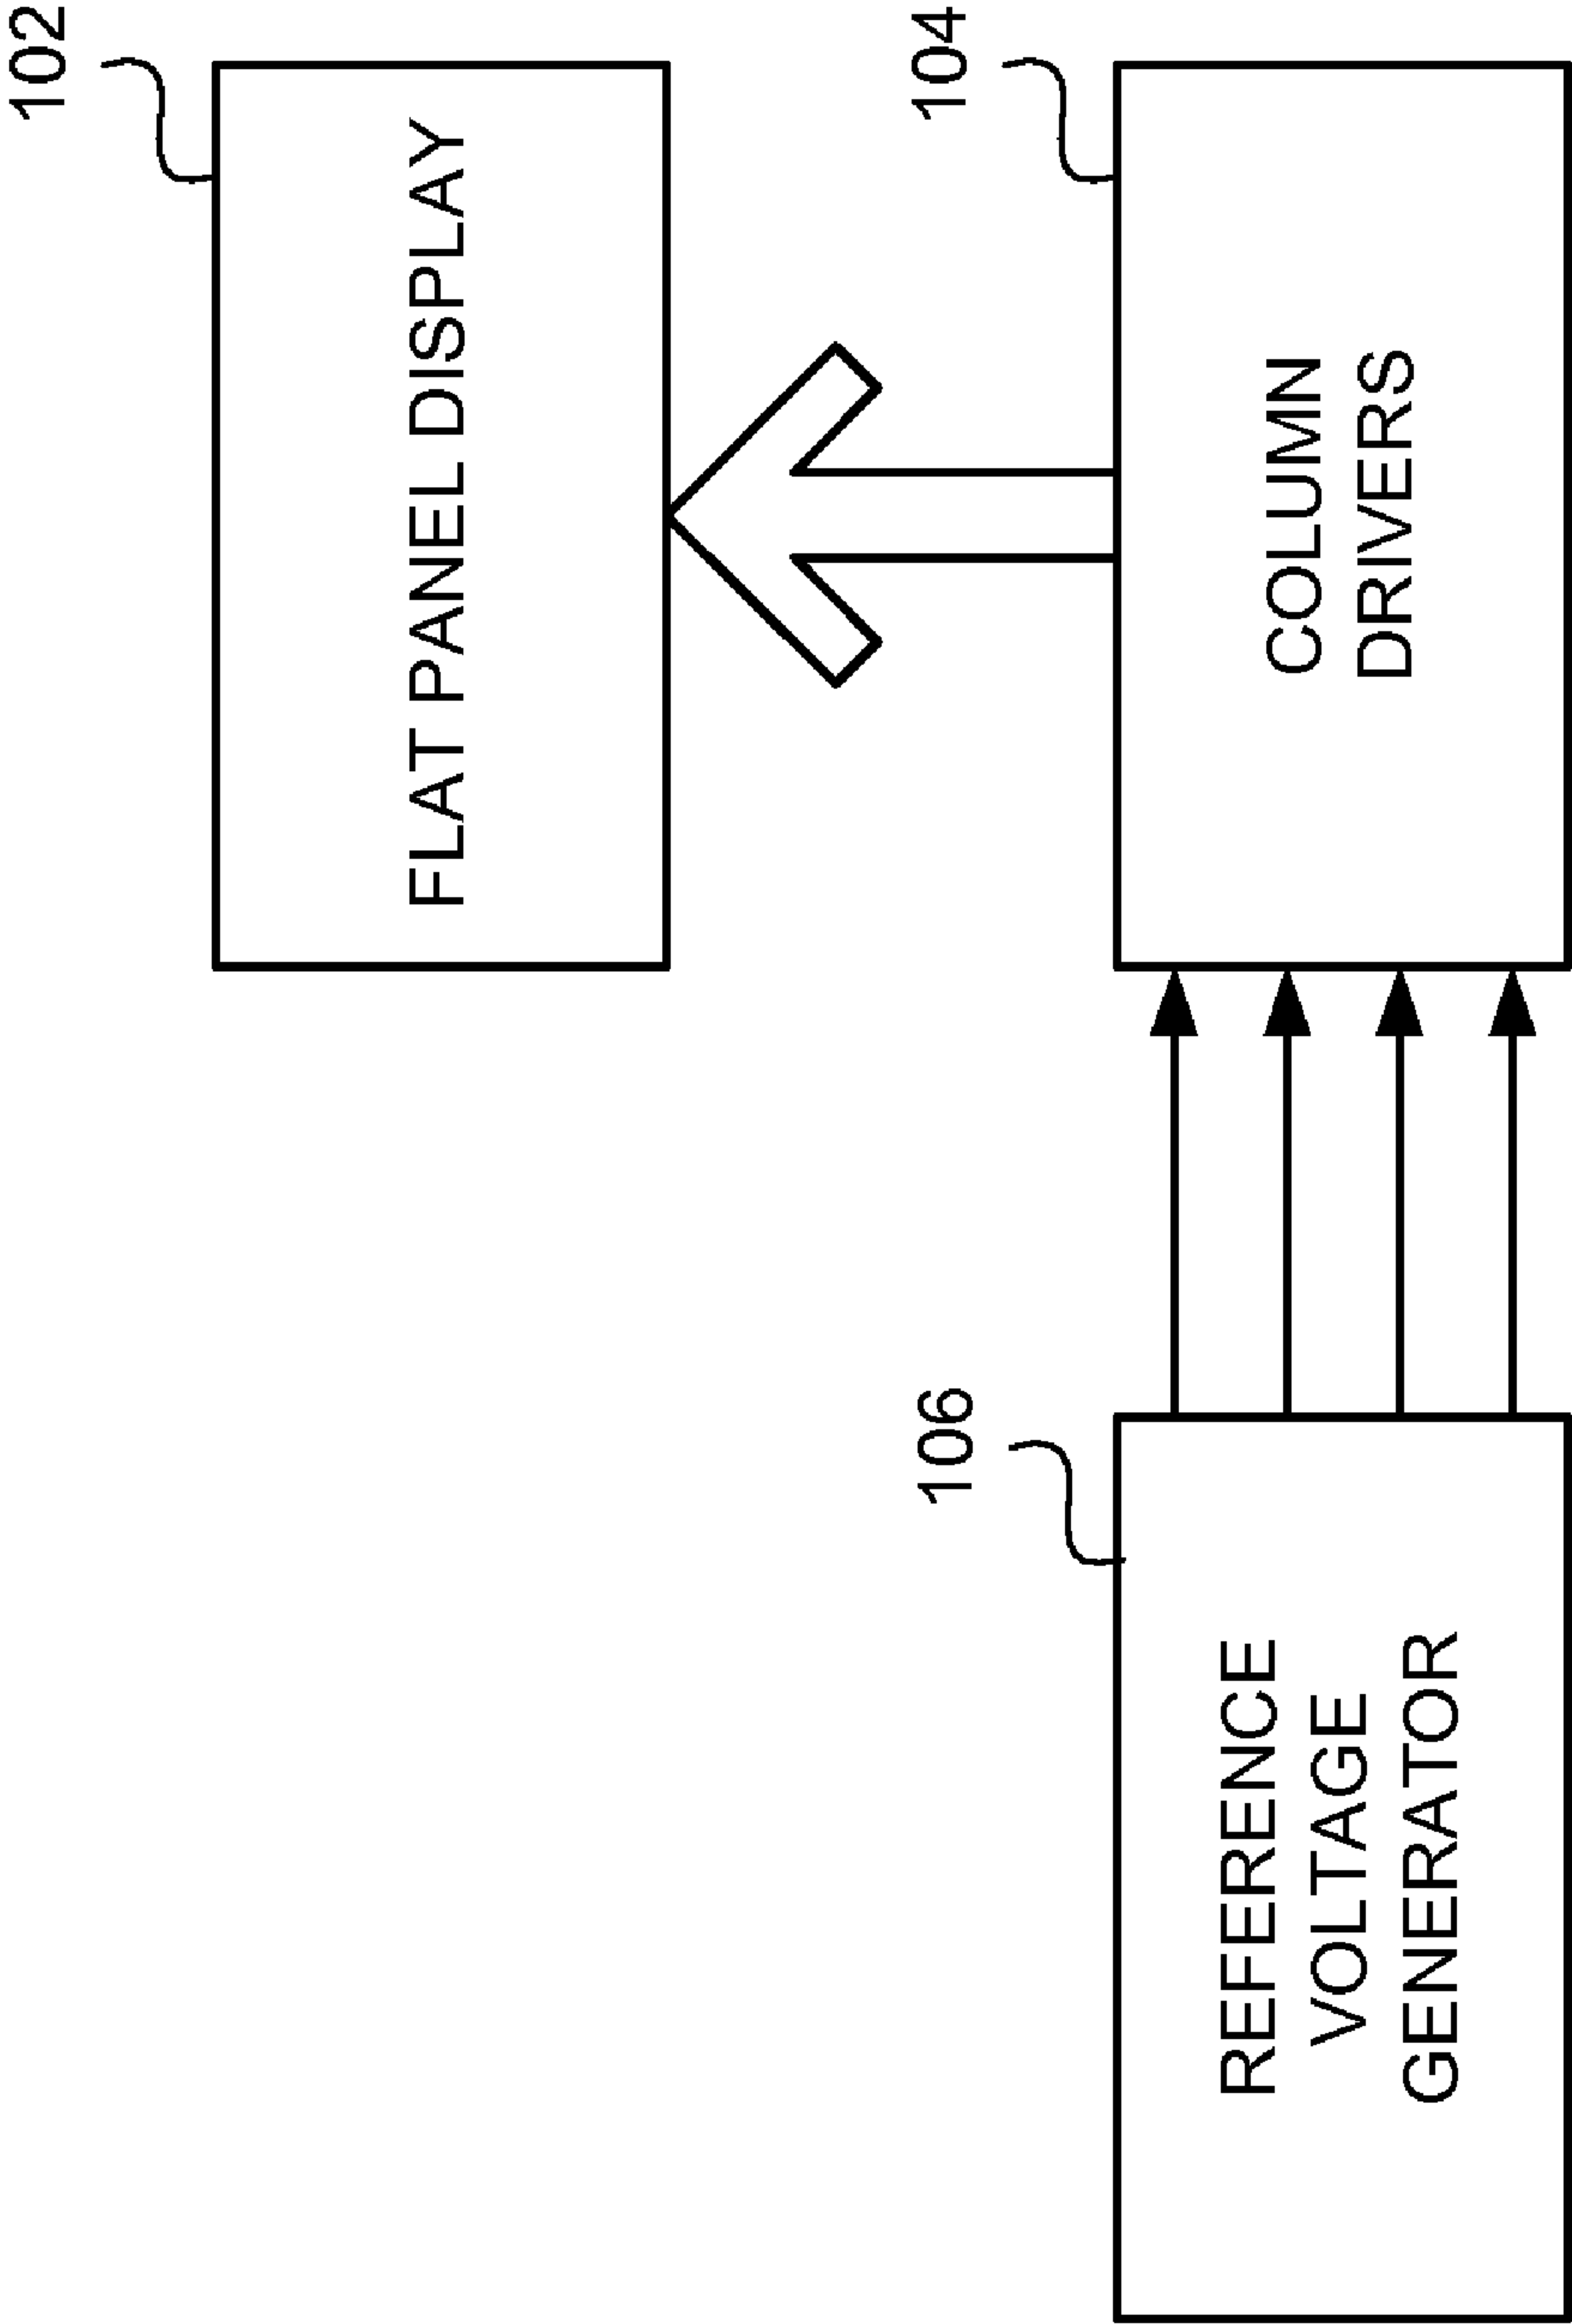 102
FLAT PANEL DISPLAY
106
104
REFERENCE
VOLTAGE
GENERATOR
COLUMN
DRIVERS